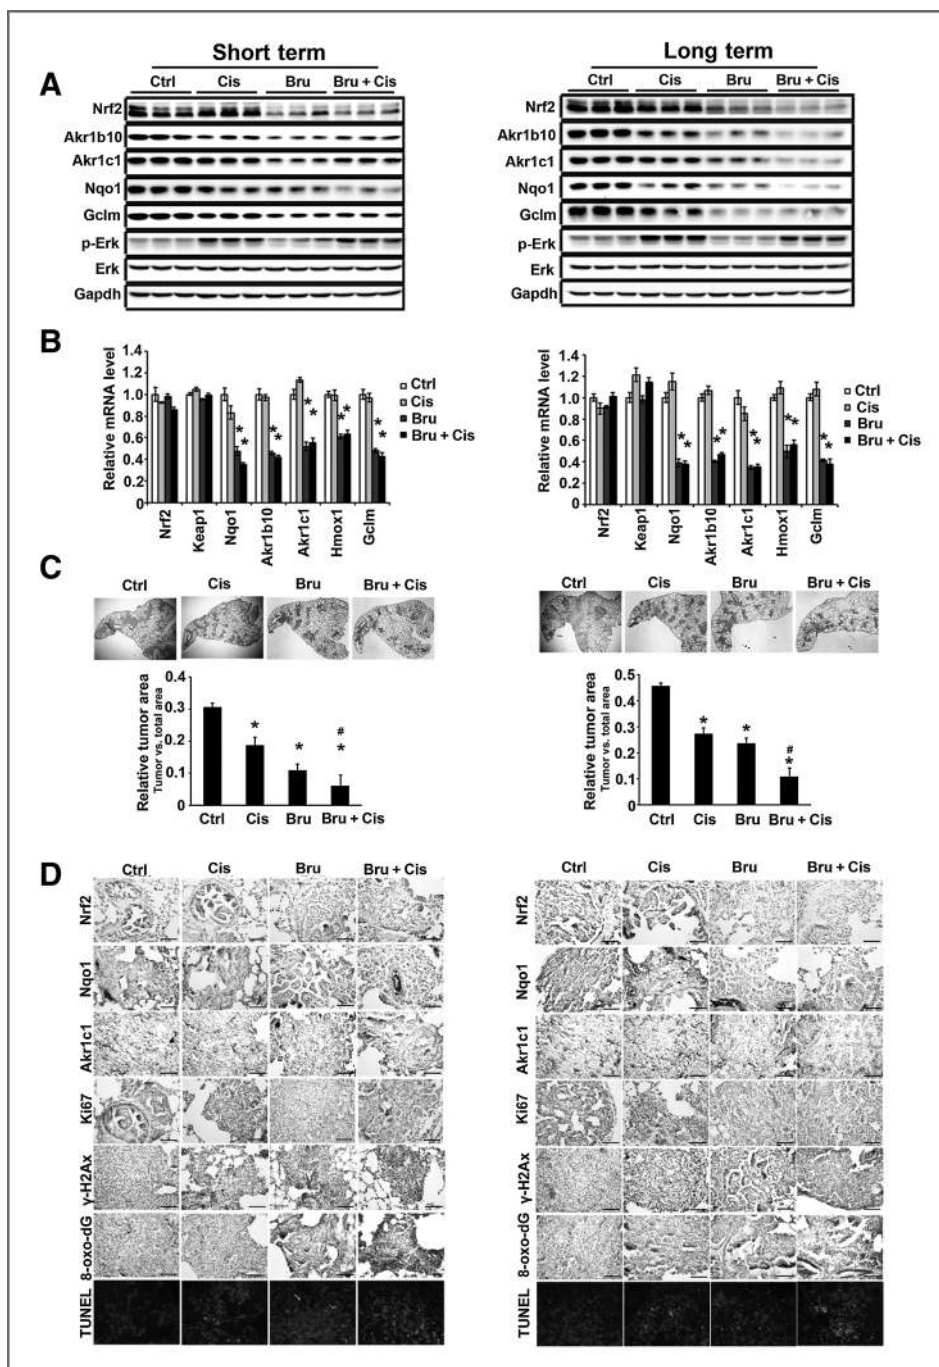 Short term
Long term
A
Ctrl Cis Bru Bru + Cis
Nrf2
Akr1b10
Akr1c1
Nqo1
Gclm
p-Erk
Erk
Gapdh
Ctrl Cis Bru Bru + Cis
Nrf2
Akr1b10
Akr1c1
Nqo1
Gclm
p-Erk
Erk
Gapdh
B
Relative mRNA level
1.4
1.2
1.0
0.8
0.6
0.4
0.2
0
* * * * * * * * * *
Ctrl
Cis
Bru
Bru + Cis
Nrf2 Keap1 Nqo1 Akr1b10 Akr1c1 Hmox1 Gclm
Relative mRNA level
1.4
1.2
1.0
0.8
0.6
0.4
0.2
0
* * * * * * * * * *
Ctrl
Cis
Bru
Bru + Cis
Nrf2 Keap1 Nqo1 Akr1b10 Akr1c1 Hmox1 Gclm
C
Ctrl Cis Bru Bru + Cis
Relative tumor area
Tumor vs. total area
0.4
0.3
0.2
0.1
0
* * # *
Ctrl Cis Bru Bru + Cis
Ctrl Cis Bru Bru + Cis
Relative tumor area
Tumor vs. total area
0.5
0.4
0.3
0.2
0.1
0
* * # *
Ctrl Cis Bru Bru + Cis
D
Ctrl Cis Bru Bru + Cis
Nrf2
Nqo1
Akr1c1
Ki67
γ-H2Ax
8-oxo-dG
TUNEL
Ctrl Cis Bru Bru + Cis
Nrf2
Nqo1
Akr1c1
Ki67
γ-H2Ax
8-oxo-dG
TUNEL